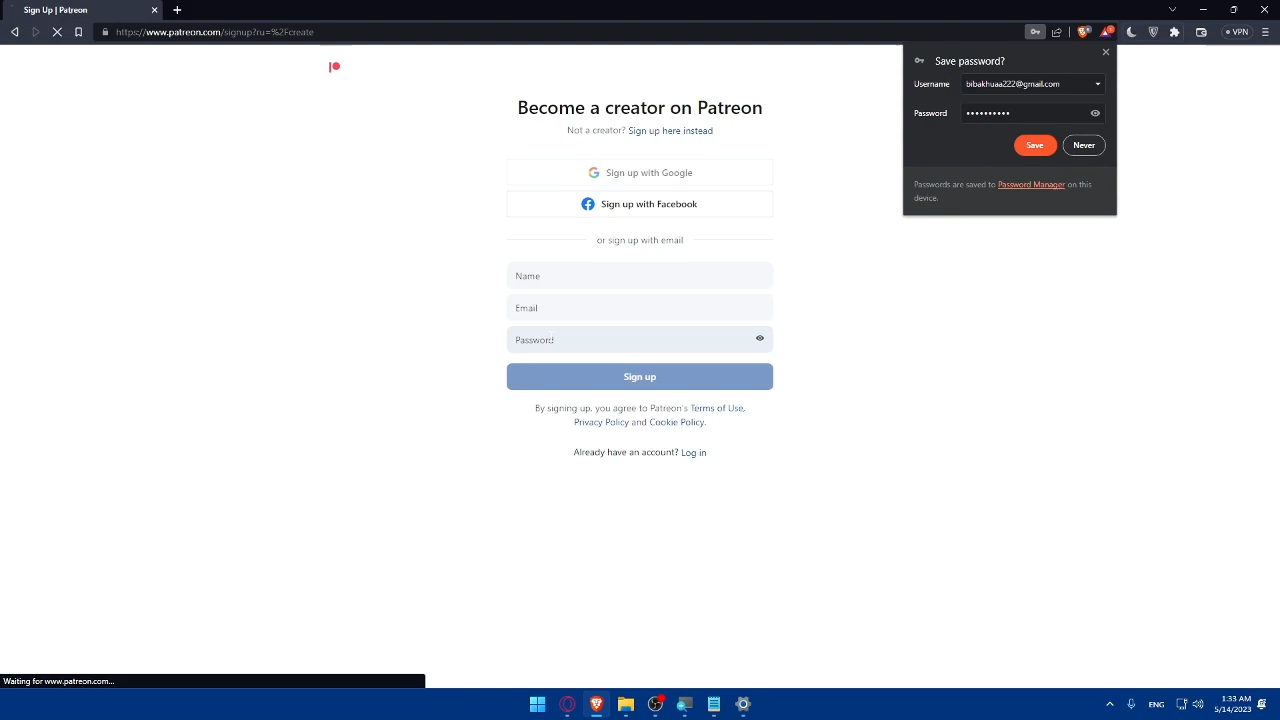 Sign Up | Patreon
https://www.patreon.com/signup?ru=%2Fcreate
VPN
Save password?
Username bibakhuaa222@gmail.com
Password ••••••••••
Save Never
Passwords are saved to Password Manager on this
device.
Become a creator on Patreon
Not a creator? Sign up here instead
Sign up with Google
Sign up with Facebook
or sign up with email
Name
Email
Password
Sign up
By signing up, you agree to Patreon's Terms of Use,
Privacy Policy and Cookie Policy.
Already have an account? Log in
Waiting for www.patreon.com...
ENG
1:33 AM
5/14/2023